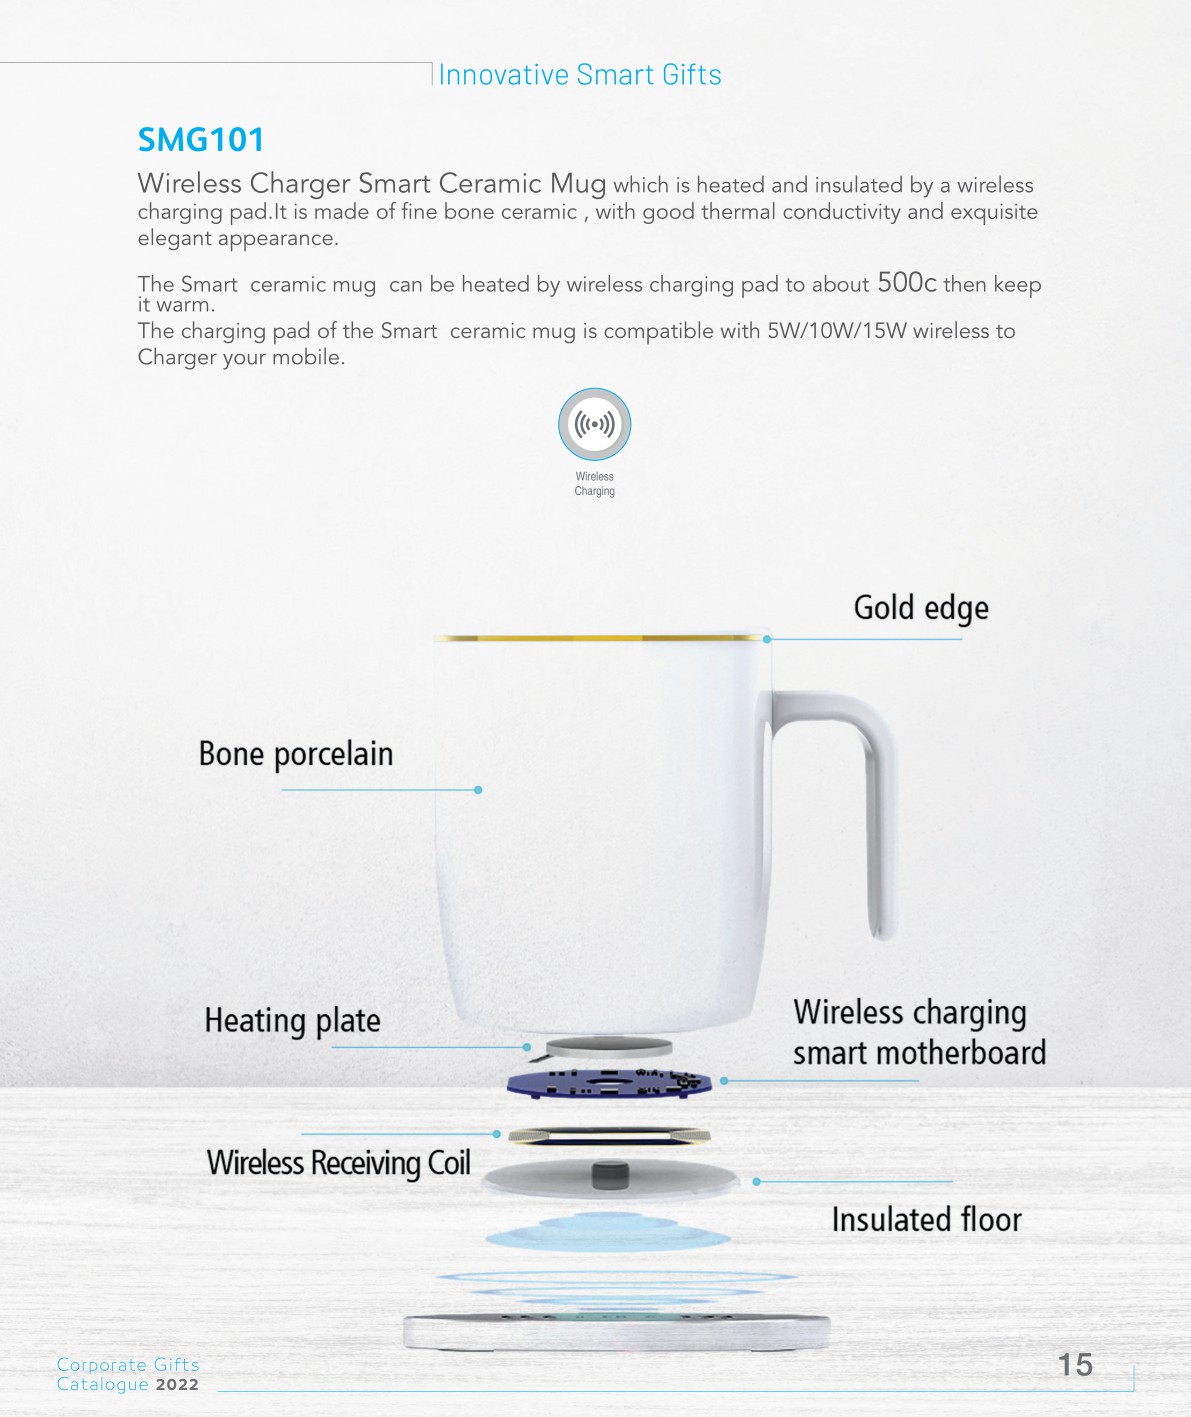 Innovative Smart Gifts
SMG101
Wireless Charger Smart Ceramic Mug which is heated and insulated by a wireless
charging pad.It is made of fine bone ceramic , with good thermal conductivity and exquisite
elegant appearance.
The Smart  ceramic mug  can be heated by wireless charging pad to about 500c then keep
it warm.
The charging pad of the Smart  ceramic mug is compatible with 5W/10W/15W wireless to
Charger your mobile.
Wireless
Charging
Gold edge
Bone porcelain
Heating plate
Wireless charging
smart motherboard
Wireless Receiving Coil
Insulated floor
Corporate Gifts
Catalogue 2022
15